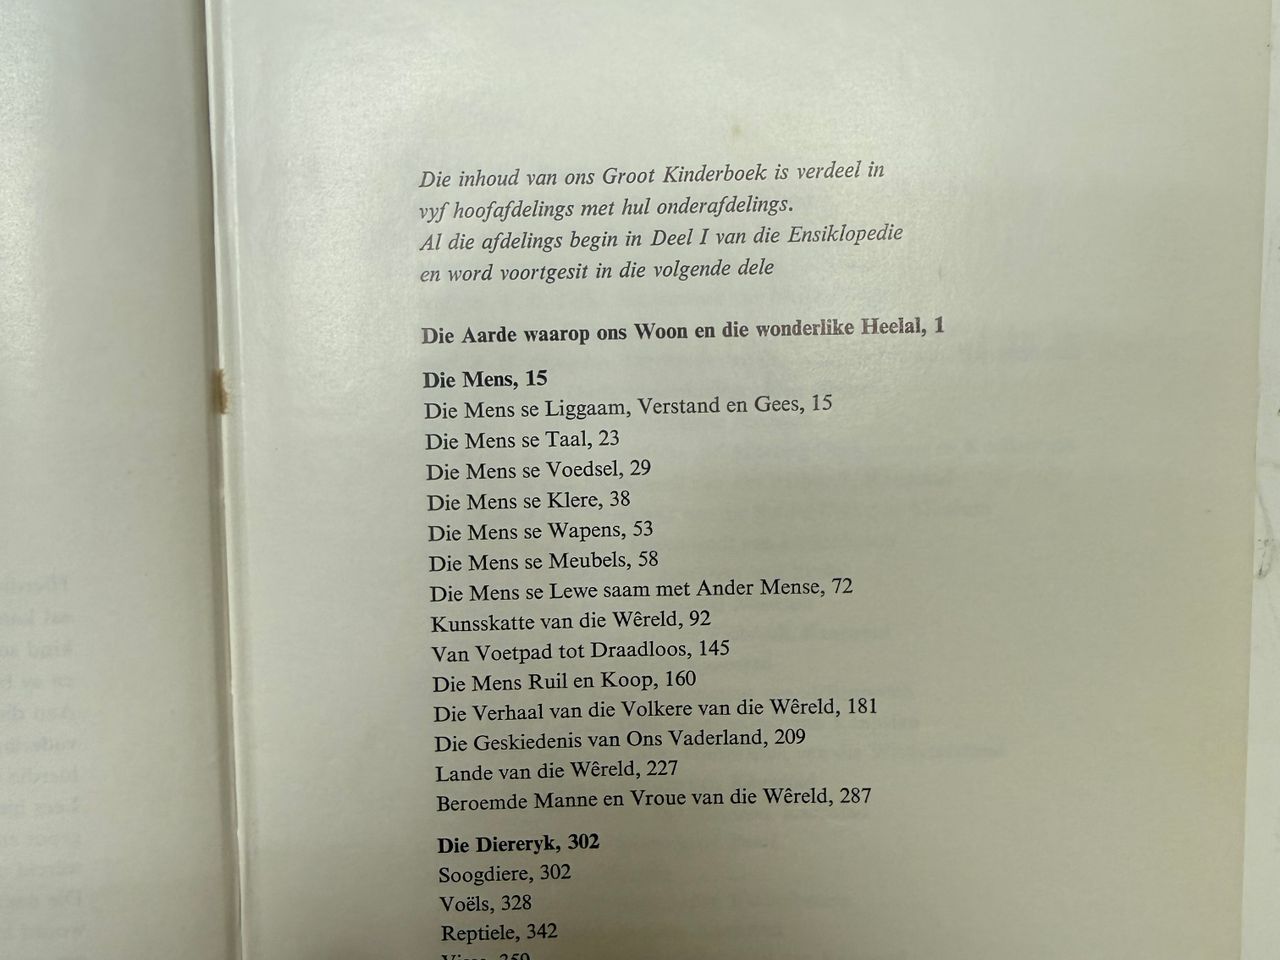 Die inhoud van ons Groot Kinderboek is verdeel in
vyf hoofafdelings met hul onderafdelings.
Al die afdelings begin in Deel I van die Ensiklopedie
en word voortgesit in die volgende dele
Die Aarde waarop ons Woon en die wonderlike Heelal, 1
Die Mens, 15
Die Mens se Liggaam, Verstand en Gees, 15
Die Mens se Taal, 23
Die Mens se Voedsel, 29
Die Mens se Klere, 38
Die Mens se Wapens, 53
Die Mens se Meubels, 58
Die Mens se Lewe saam met Ander Mense, 72
Kunsskatte van die Wêreld, 92
Van Voetpad tot Draadloos, 145
Die Mens Ruil en Koop, 160
Die Verhaal van die Volkere van die Wêreld, 181
Die Geskiedenis van Ons Vaderland, 209
Lande van die Wêreld, 227
Beroemde Manne en Vroue van die Wêreld, 287
Die Diereryk, 302
Soogdiere, 302
Voëls, 328
Reptiele, 342